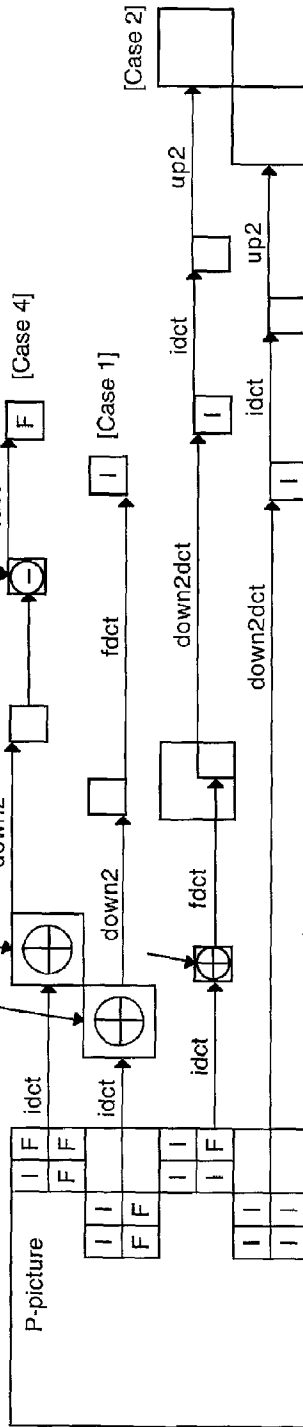 down2
[Case 4]
F
idct
I F
F F
P-picture
[Case 1]
I
fdct
down2
idct
I I
F F
[Case 2]
up2
idct
I
down2dct
fdct
idct
I I
I F
up2
idct
I
down2dct
I I
I I